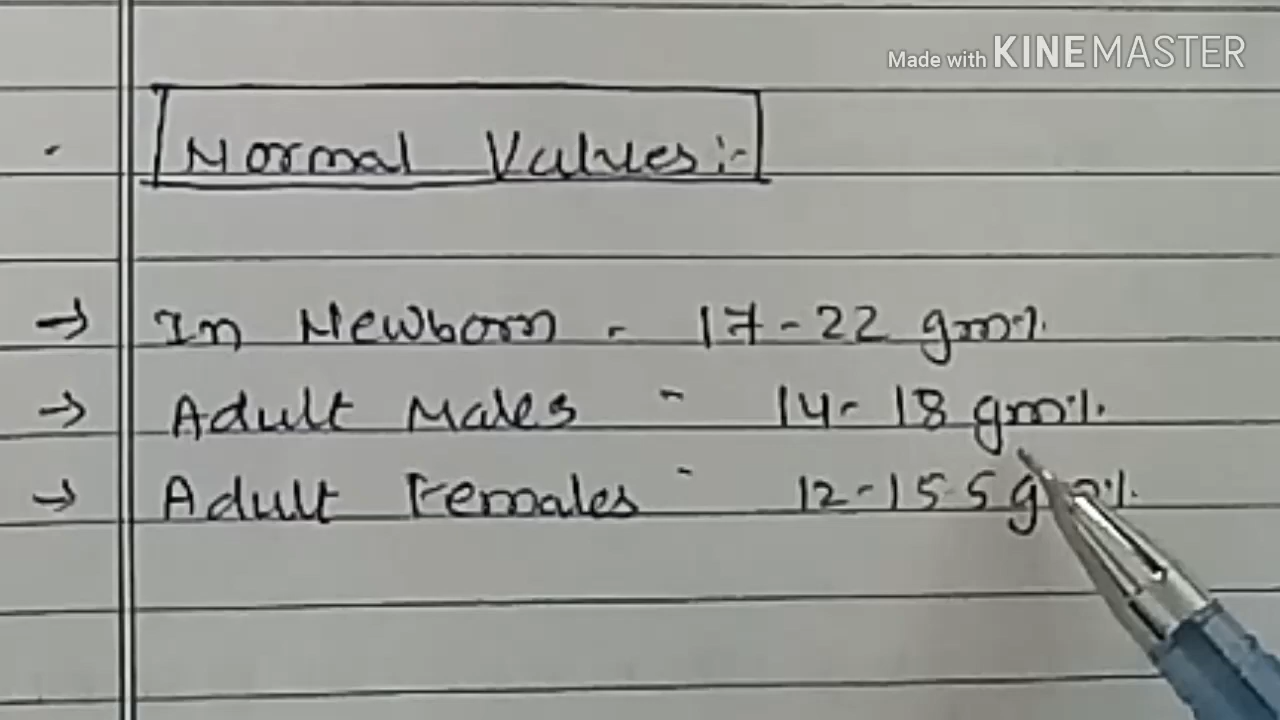 Made with KINEMASTER
Normal Values:-
→ In Newborn - 17-22 gm%
→ Adult Males - 14-18 gm%
→ Adult Females - 12-15.5 gm%